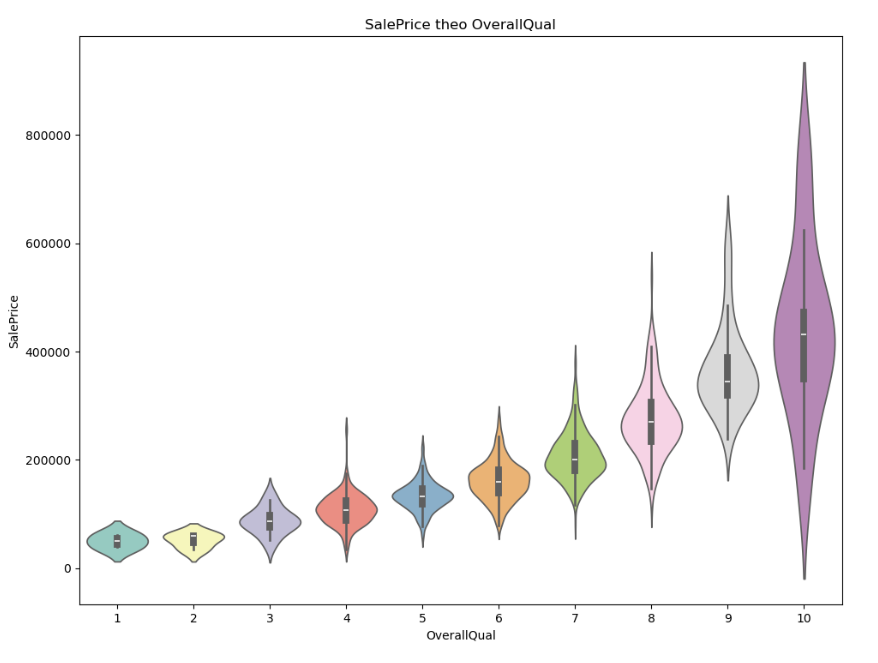 SalePrice theo OverallQual
800000
600000
400000
200000
0
SalePrice
1 2 3 4 5 6 7 8 9 10
OverallQual